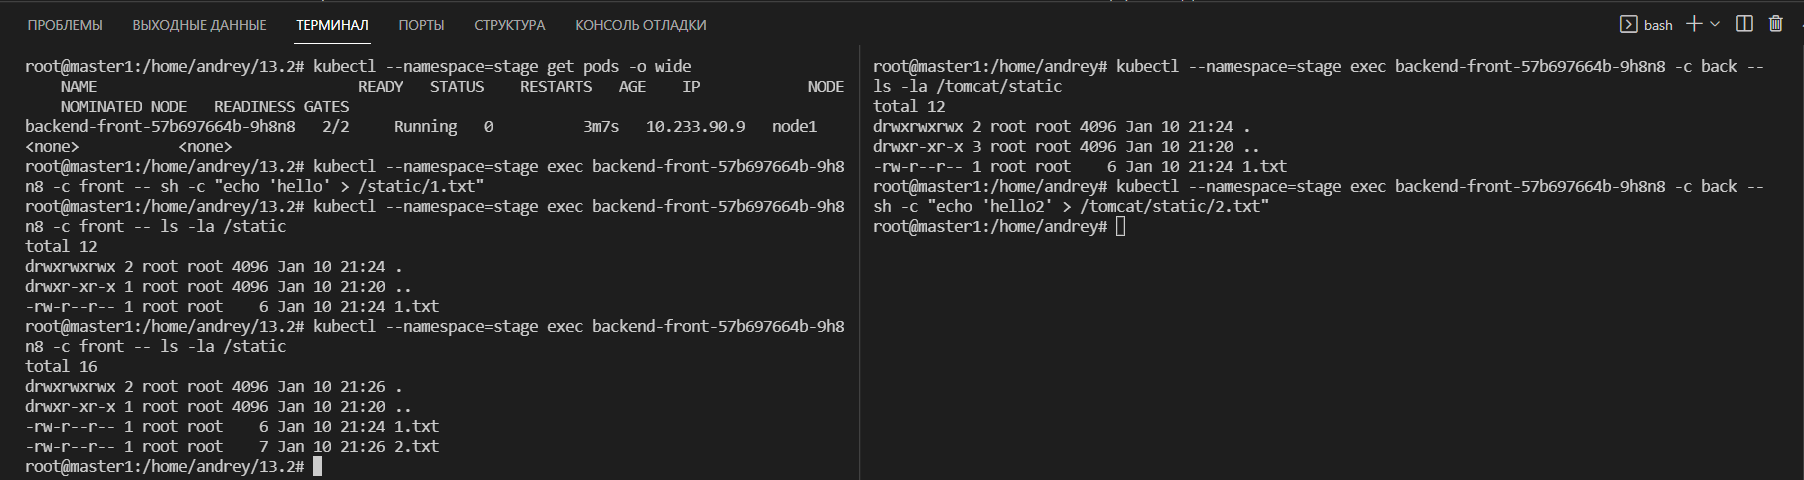 ПРОБЛЕМЫ ВЫХОДНЫЕ ДАННЫЕ ТЕРМИНАЛ ПОРТЫ СТРУКТУРА КОНСОЛЬ ОТЛАДКИ bash
root@master1:/home/andrey/13.2# kubectl --namespace=stage get pods -o wide
NAME READY STATUS RESTARTS AGE IP NODE
NOMINATED NODE READINESS GATES
backend-front-57b697664b-9h8n8 2/2 Running 0 3m7s 10.233.90.9 node1
<none> <none>
root@master1:/home/andrey/13.2# kubectl --namespace=stage exec backend-front-57b697664b-9h8
n8 -c front -- sh -c "echo 'hello' > /static/1.txt"
root@master1:/home/andrey/13.2# kubectl --namespace=stage exec backend-front-57b697664b-9h8
n8 -c front -- ls -la /static
total 12
drwxrwxrwx 2 root root 4096 Jan 10 21:24 .
drwxr-xr-x 1 root root 4096 Jan 10 21:20 ..
-rw-r--r-- 1 root root 6 Jan 10 21:24 1.txt
root@master1:/home/andrey/13.2# kubectl --namespace=stage exec backend-front-57b697664b-9h8
n8 -c front -- ls -la /static
total 16
drwxrwxrwx 2 root root 4096 Jan 10 21:26 .
drwxr-xr-x 1 root root 4096 Jan 10 21:20 ..
-rw-r--r-- 1 root root 6 Jan 10 21:24 1.txt
-rw-r--r-- 1 root root 7 Jan 10 21:26 2.txt
root@master1:/home/andrey/13.2#
root@master1:/home/andrey# kubectl --namespace=stage exec backend-front-57b697664b-9h8n8 -c back --
ls -la /tomcat/static
total 12
drwxrwxrwx 2 root root 4096 Jan 10 21:24 .
drwxr-xr-x 3 root root 4096 Jan 10 21:20 ..
-rw-r--r-- 1 root root 6 Jan 10 21:24 1.txt
root@master1:/home/andrey# kubectl --namespace=stage exec backend-front-57b697664b-9h8n8 -c back --
sh -c "echo 'hello2' > /tomcat/static/2.txt"
root@master1:/home/andrey#